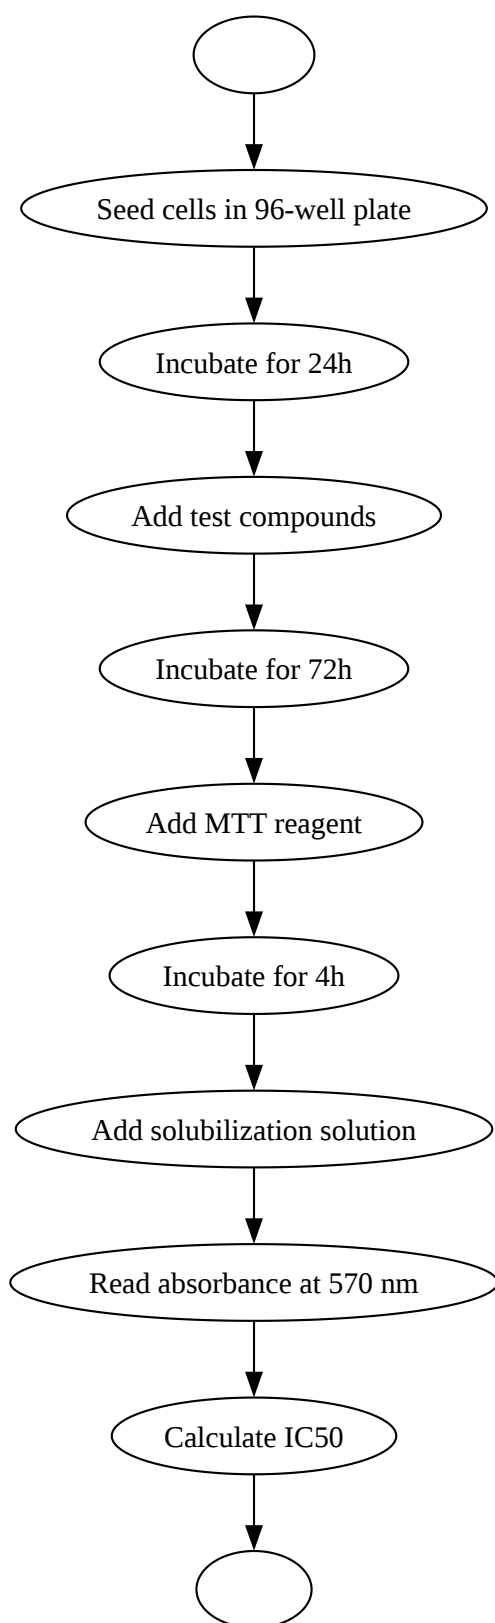 Seed cells in 96-well plate
Incubate for 24h
Add test compounds
Incubate for 72h
Add MTT reagent
Incubate for 4h
Add solubilization solution
Read absorbance at 570 nm
Calculate IC50